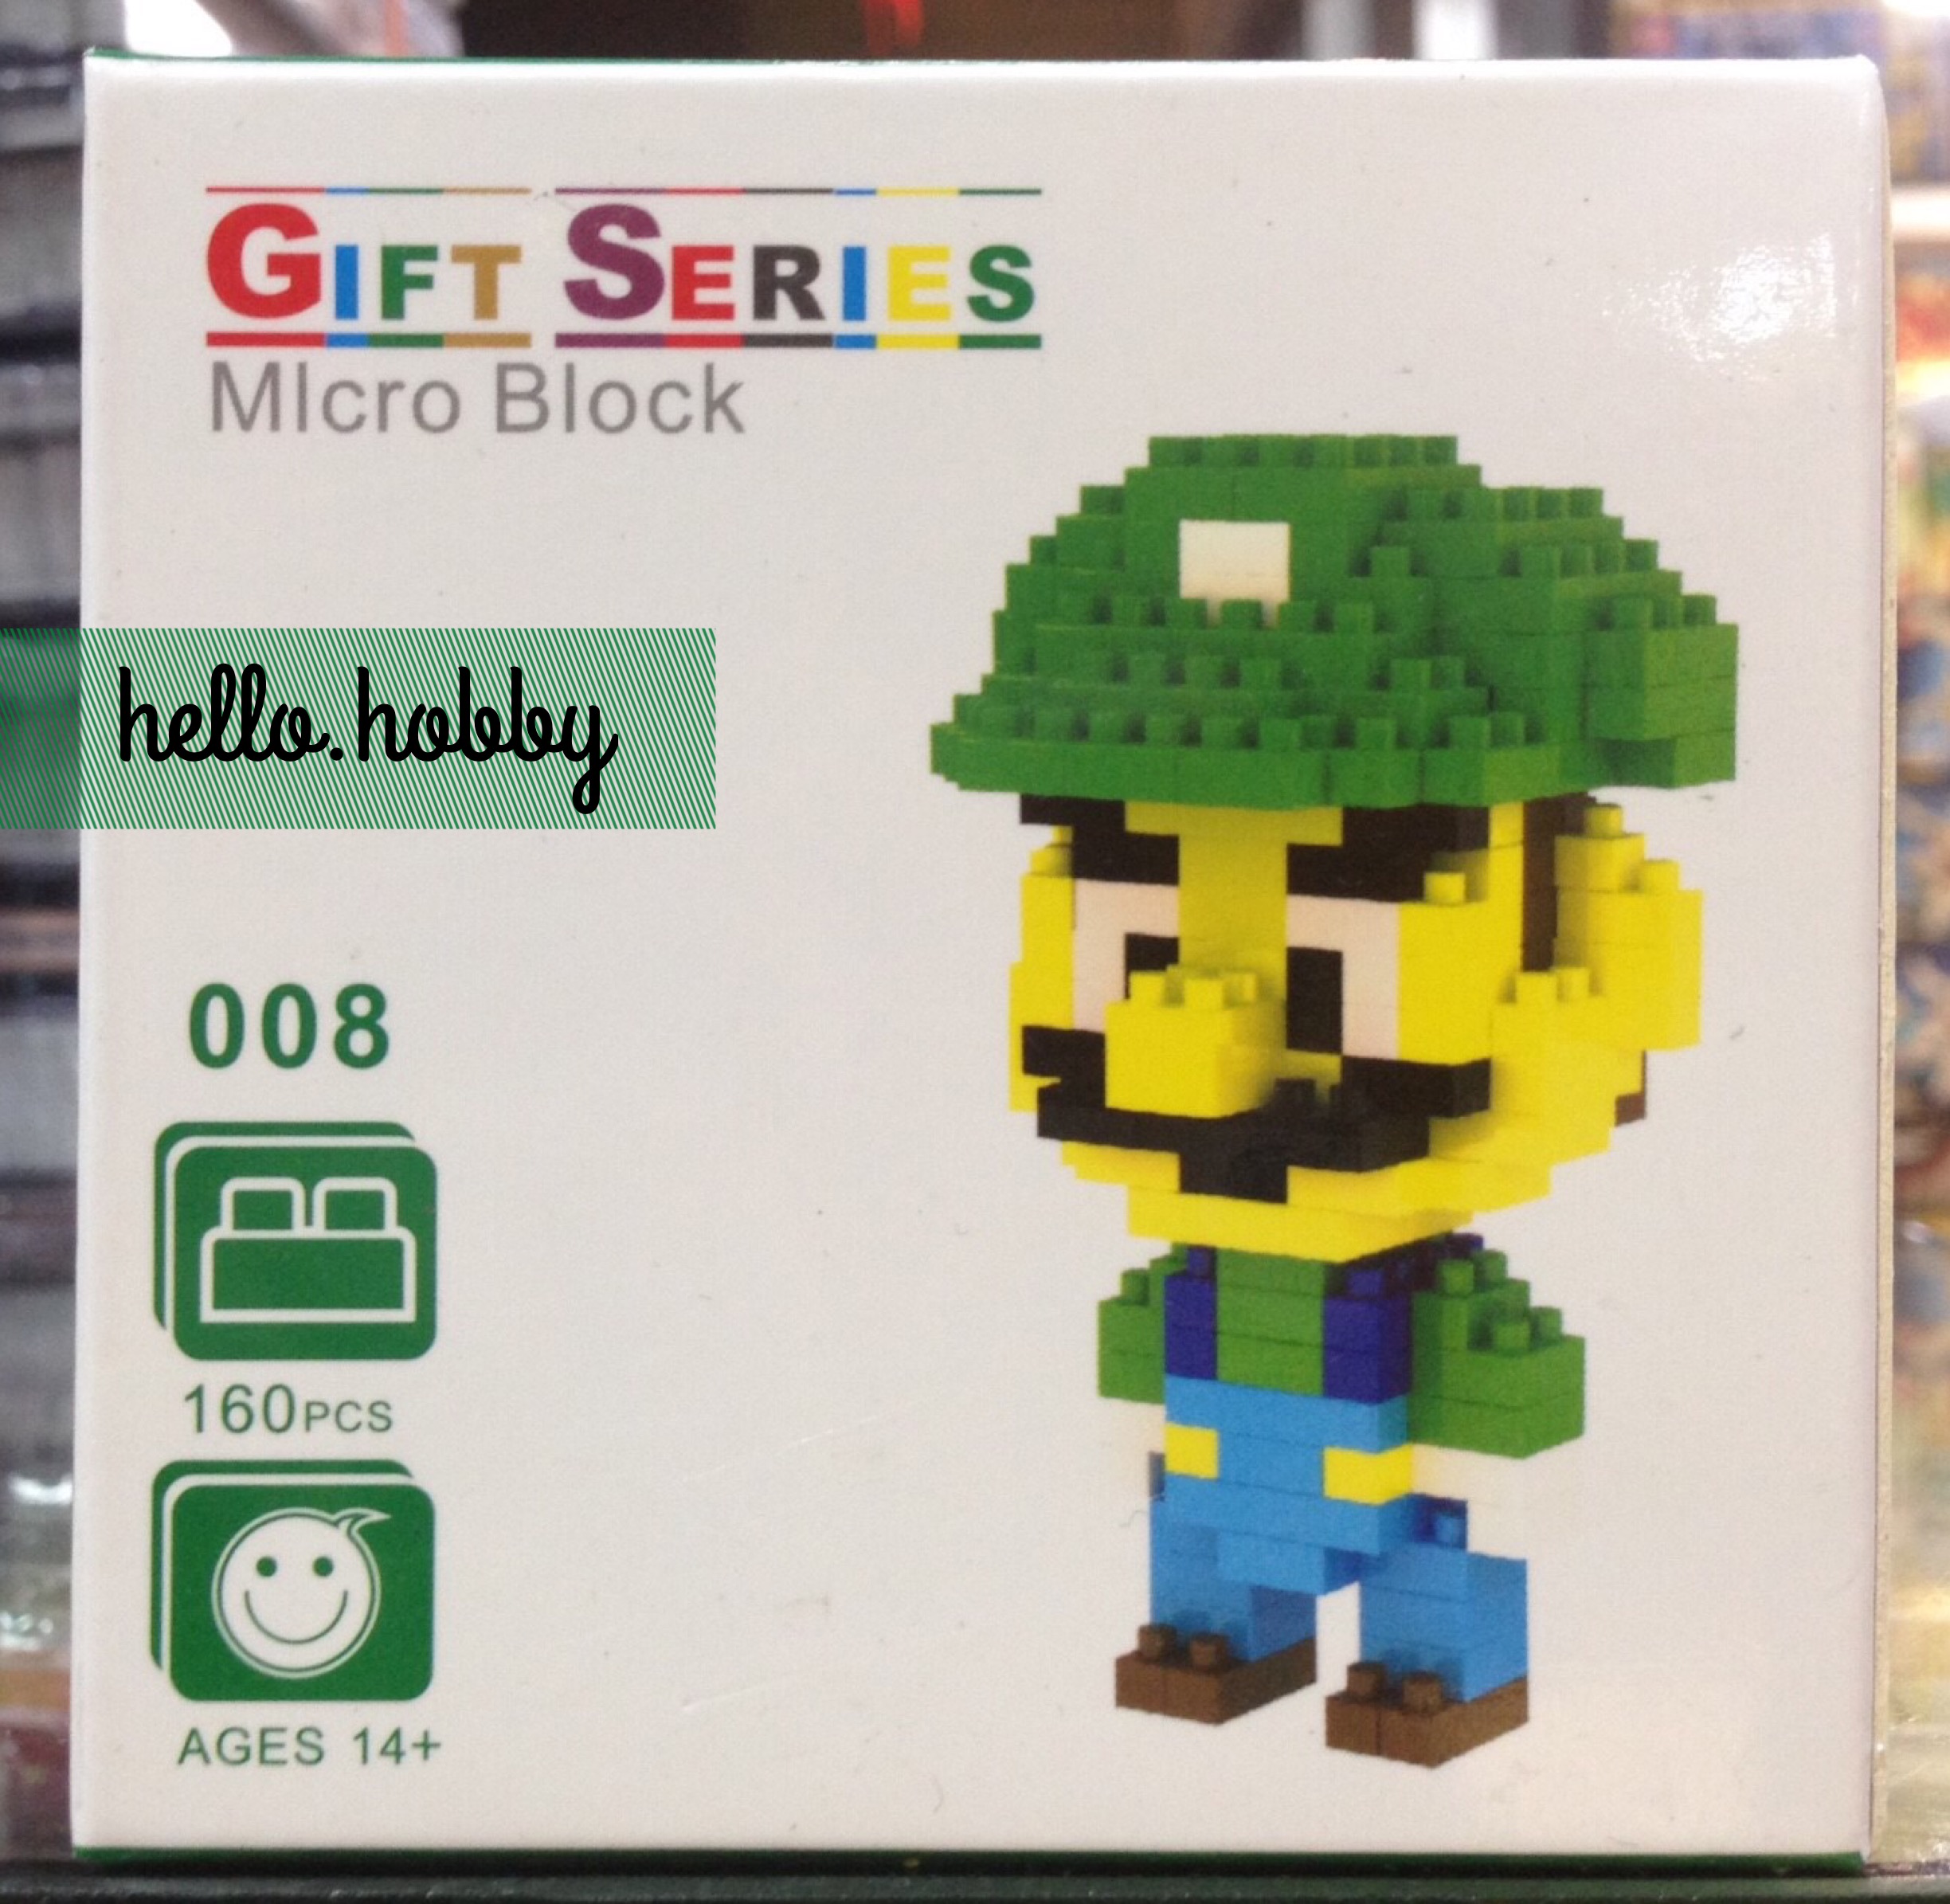 GIFT SERIES
MIcro Block
hello.hobby
008
160PCS
AGES 14+